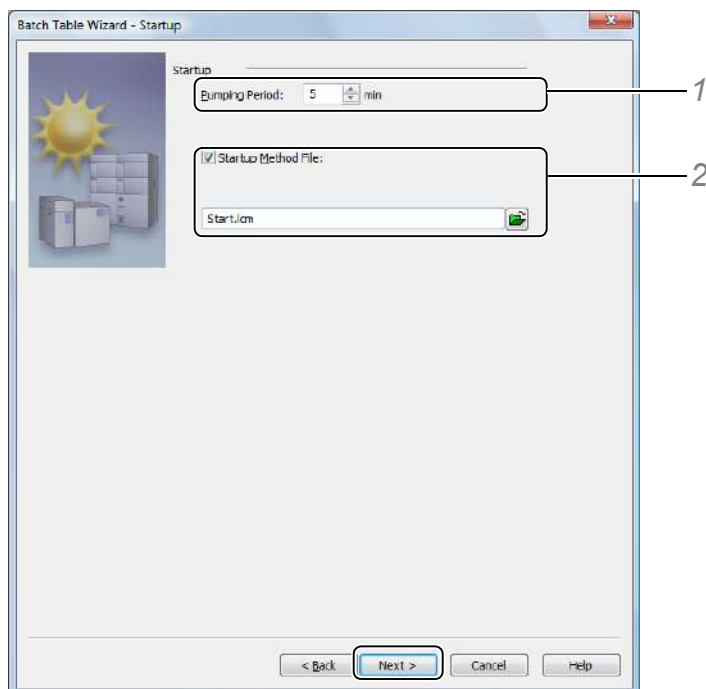 Batch Table Wizard - Startup
Startup
Pumping Period: 5 min
1
Startup Method File:
2
Start.lcm
< Back Next > Cancel Help